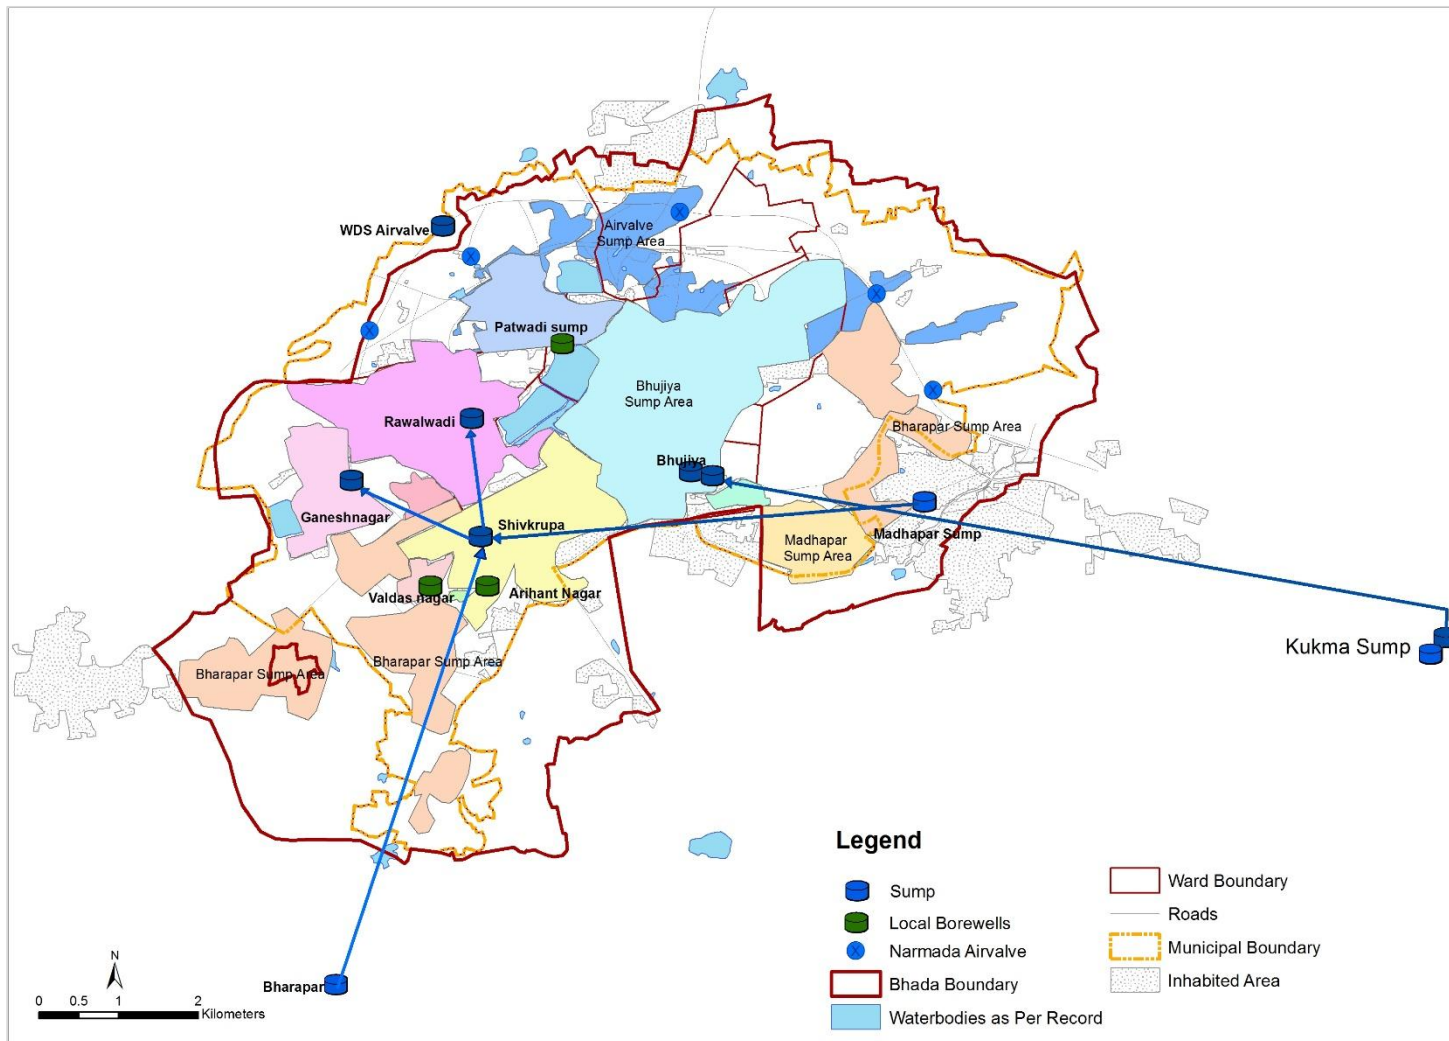 WDS Airvalve
Airvalve
Sump Area
Patwadi sump
Bhujiya
Sump Area
Rawalwadi
Bharapar Sump Area
Bhujiya
Ganeshnagar
Shivkrupa
Madhapar Sump
Madhapar
Sump Area
Valdas nagar
Arihant Nagar
Kukma Sump
Bharapar Sump Area
Bharapar Sump Area
Bharapar
N
0 0.5 1 2
Kilometers
Legend
Sump
Local Borewells
Narmada Airvalve
Bhada Boundary
Waterbodies as Per Record
Ward Boundary
Roads
Municipal Boundary
Inhabited Area